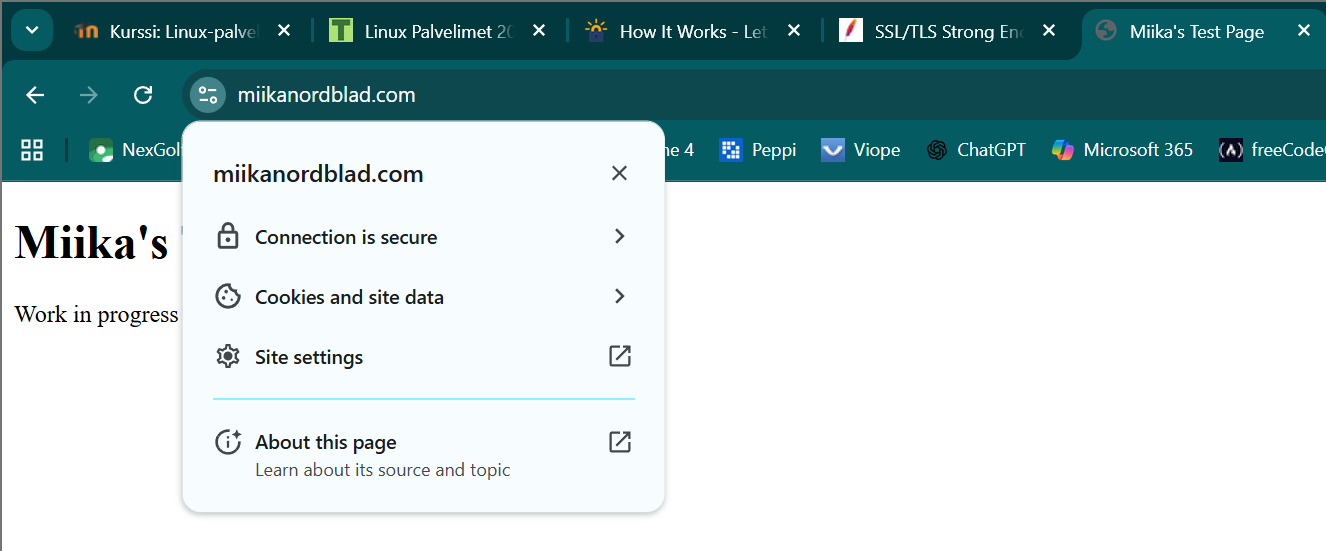 Kurssi: Linux-palve
Linux Palvelimet 20
How It Works - Let
SSL/TLS Strong Enc
Miika's Test Page
miikanordblad.com
NexGol
ne 4
Peppi
Viope
ChatGPT
Microsoft 365
freeCode
miikanordblad.com
Connection is secure
Cookies and site data
Site settings
About this page
Learn about its source and topic
Miika's
Work in progress